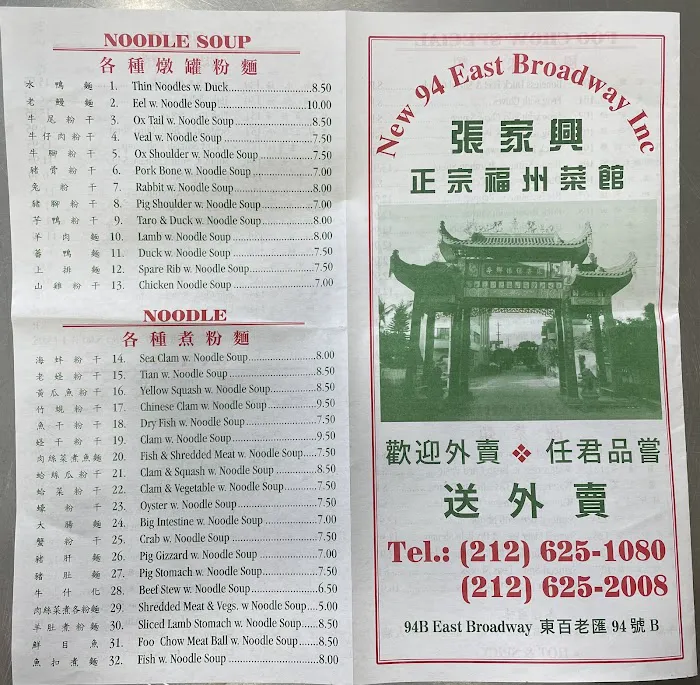 NOODLE SOUP
各種燉罐粉麵
水鴨麵 1. Thin Noodles w. Duck 8.50
老鰻麵 2. Eel w. Noodle Soup 10.00
牛尾粉干 3. Ox Tail w. Noodle Soup 8.50
牛仔肉粉干 4. Veal w. Noodle Soup 7.50
牛腳粉干 5. Ox Shoulder w. Noodle Soup 7.50
豬骨粉干 6. Pork Bone w. Noodle Soup 7.00
兔粉干 7. Rabbit w. Noodle Soup 8.00
豬腳粉干 8. Pig Shoulder w. Noodle Soup 7.00
芋鴨粉干 9. Taro & Duck w. Noodle Soup 8.00
羊肉麵 10. Lamb w. Noodle Soup 8.00
番鴨麵 11. Duck w. Noodle Soup 7.50
上排麵 12. Spare Rib w. Noodle Soup 7.50
山雞粉干 13. Chicken Noodle Soup 7.00
NOODLE
各種煮粉麵
海蚌粉干 14. Sea Clam w. Noodle Soup 8.00
老蟶粉干 15. Tian w. Noodle Soup 8.50
黃瓜魚粉干 16. Yellow Squash w. Noodle Soup 8.50
竹蟶粉干 17. Chinese Clam w. Noodle Soup 9.50
魚干粉干 18. Dry Fish w. Noodle Soup 7.50
蟶干粉干 19. Clam w. Noodle Soup 9.50
肉絲菜煮魚麵 20. Fish & Shredded Meat w. Noodle Soup 7.50
蛤絲瓜粉干 21. Clam & Squash w. Noodle Soup 8.50
蛤菜粉干 22. Clam & Vegetable w. Noodle Soup 7.50
蠔粉干 23. Oyster w. Noodle Soup 7.50
大腸麵 24. Big Intestine w. Noodle Soup 7.00
蟹粉干 25. Crab w. Noodle Soup 7.50
豬肝麵 26. Pig Gizzard w. Noodle Soup 7.00
豬肚麵 27. Pig Stomach w. Noodle Soup 7.50
牛什化 28. Beef Stew w. Noodle Soup 6.50
肉絲菜煮各粉麵 29. Shredded Meat & Vegs. w Noodle Soup 5.00
羊肚煮粉麵 30. Sliced Lamb Stomach w. Noodle Soup 8.50
鮮目魚 31. Foo Chow Meat Ball w. Noodle Soup 8.50
魚扣煮麵 32. Fish w. Noodle Soup 8.00
New 94 East Broadway Inc
張家興
正宗福州菜館
歡迎外賣 ❖ 任君品嘗
送外賣
Tel.: (212) 625-1080
(212) 625-2008
94B East Broadway 東百老匯 94 號 B